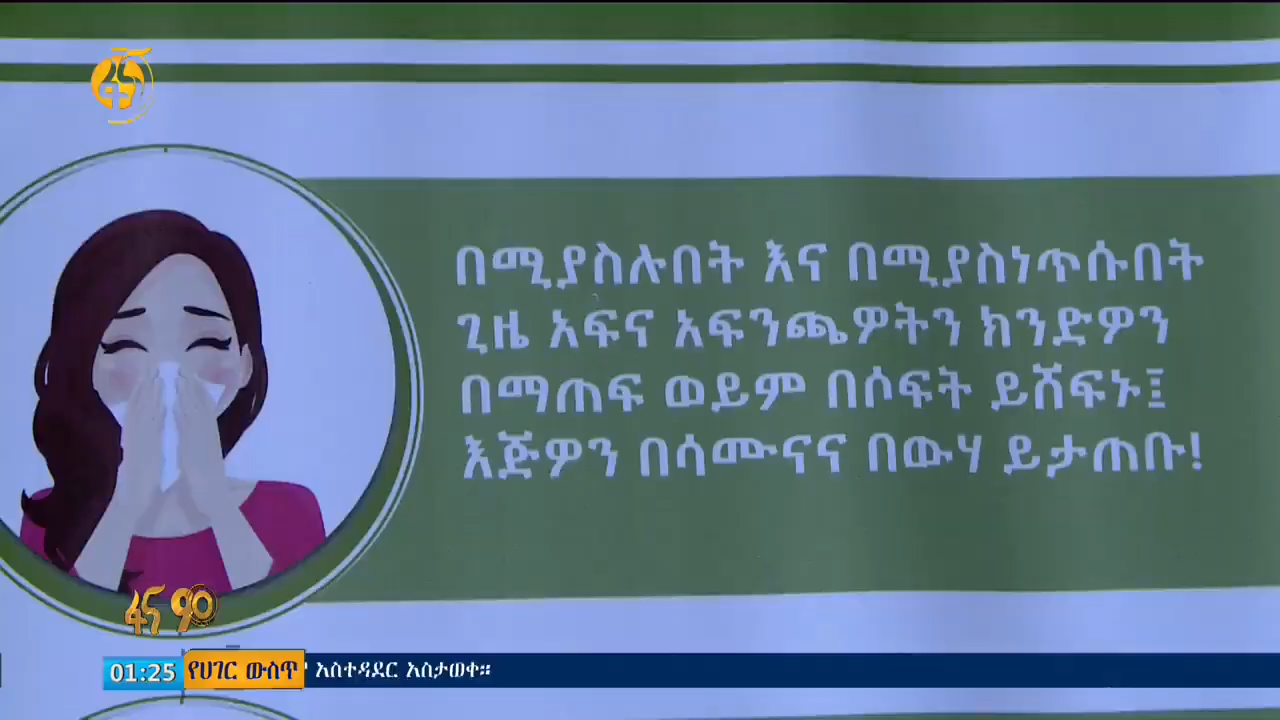 ፋና
በሚያስሉበት እና በሚያስነጥሱበት
ጊዜ አፍና አፍንጫዎትን ክንድዎን
በማጠፍ ወይም በሶፍት ይሸፍኑ፤
እጅዎን በሳሙናና በውሃ ይታጠቡ!
ፋና 90
01:25 የሀገር ውስጥ አስተዳደር አስታወቀ።